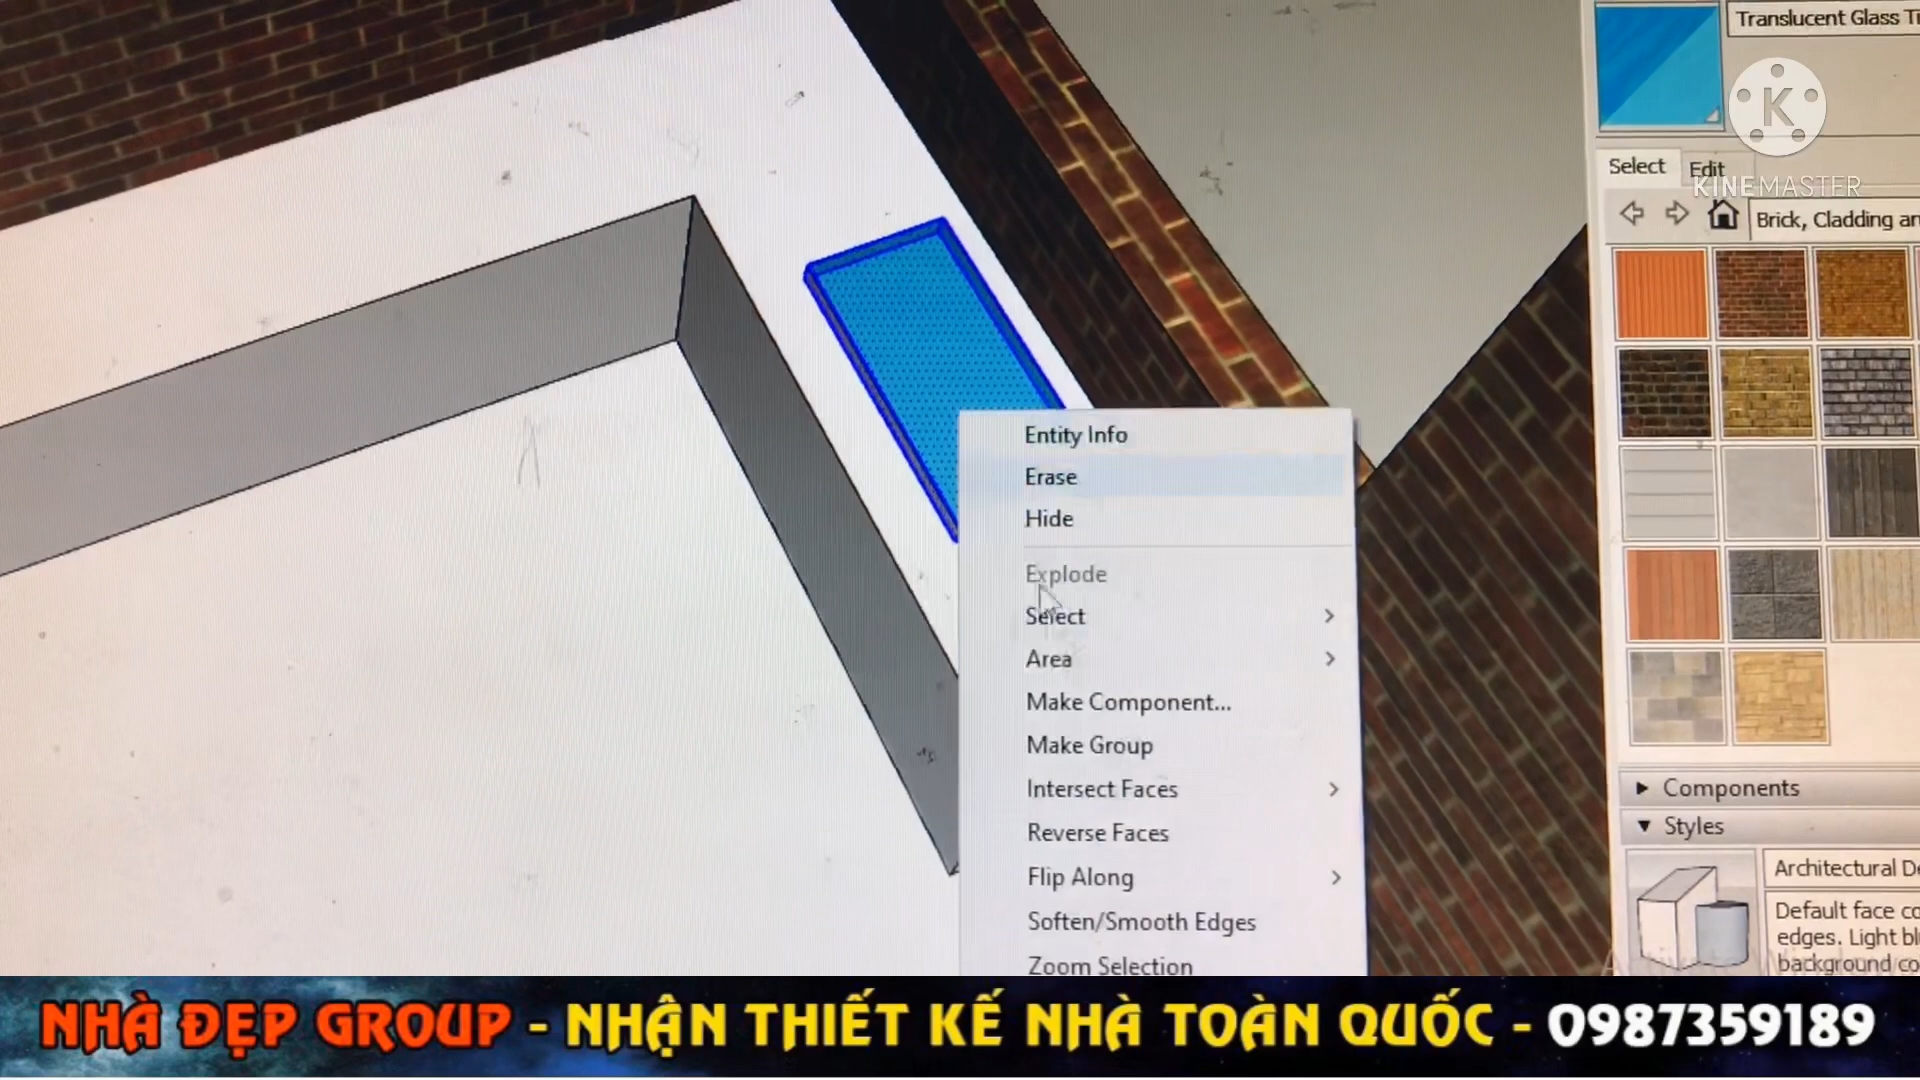 Translucent Glass Ti
K
KINEMASTER
Select
Edit
Brick, Cladding an
Entity Info
Erase
Hide
Explode
Select
Area
Make Component...
Make Group
Intersect Faces
Reverse Faces
Flip Along
Soften/Smooth Edges
Zoom Selection
Components
Styles
Architectural De
Default face co
edges. Light bl
background co
NHÀ ĐẸP GROUP - NHẬN THIẾT KẾ NHÀ TOÀN QUỐC - 0987359189